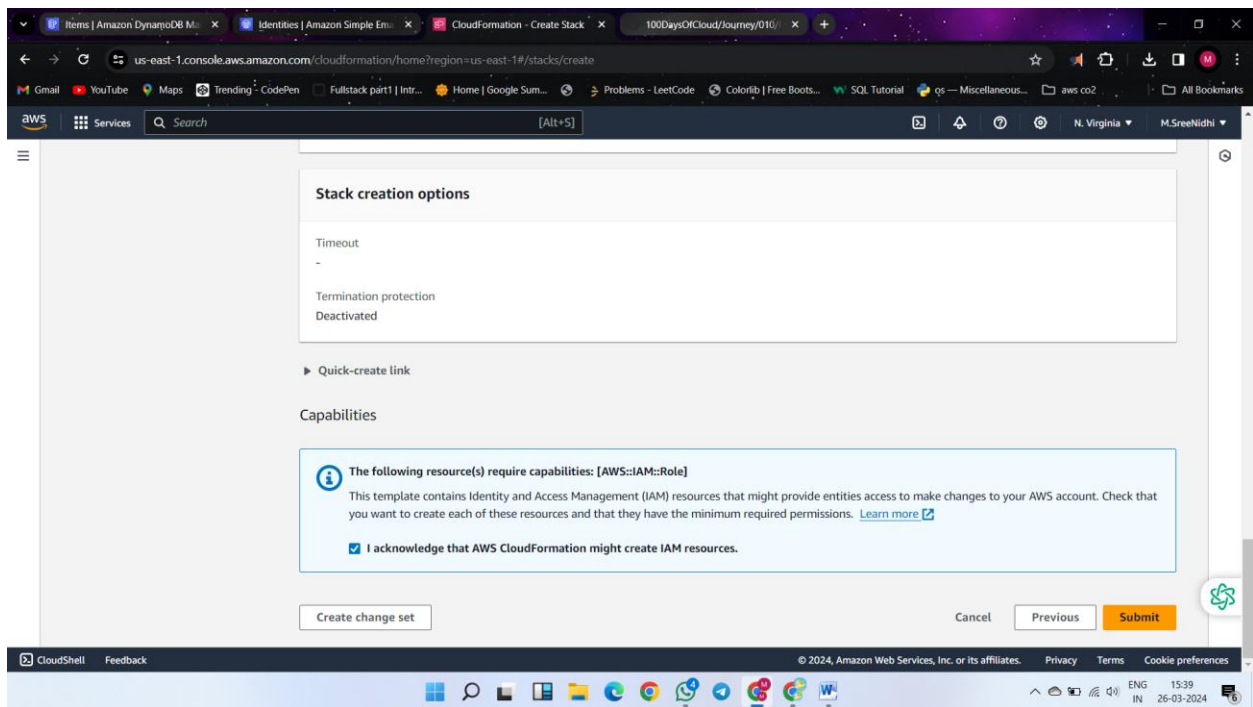 Items | Amazon DynamoDB Ma
Identities | Amazon Simple Ema
CloudFormation - Create Stack
100DaysOfCloud/Journey/010/
us-east-1.console.aws.amazon.com/cloudformation/home?region=us-east-1#/stacks/create
M
Gmail YouTube Maps Trending - CodePen Fullstack part1 | Intr... Home | Google Sum... Problems - LeetCode Colorlib | Free Boots... SQL Tutorial qs — Miscellaneous... aws co2 All Bookmarks
aws Services Search [Alt+S] N. Virginia M.SreeNidhi
Stack creation options
Timeout
-
Termination protection
Deactivated
Quick-create link
Capabilities
The following resource(s) require capabilities: [AWS::IAM::Role]
This template contains Identity and Access Management (IAM) resources that might provide entities access to make changes to your AWS account. Check that
you want to create each of these resources and that they have the minimum required permissions. Learn more
I acknowledge that AWS CloudFormation might create IAM resources.
Create change set Cancel Previous Submit
CloudShell Feedback © 2024, Amazon Web Services, Inc. or its affiliates. Privacy Terms Cookie preferences
ENG 15:39
IN 26-03-2024 6